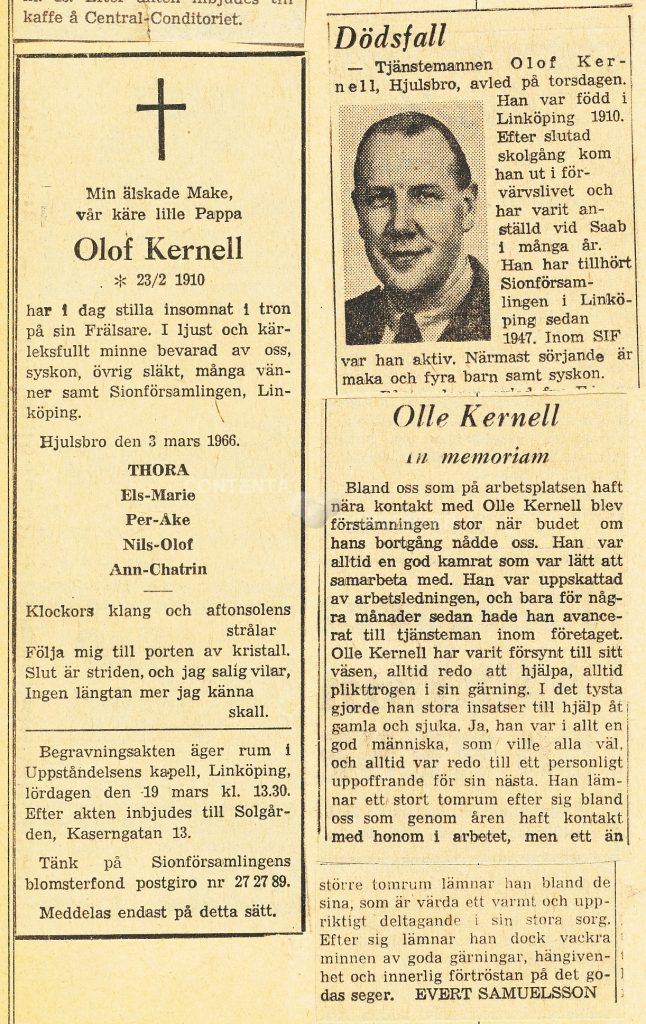 kaffe å Central-Conditoriet.
Min älskade Make,
vår käre lille Pappa
Olof Kernell
* 23/2 1910
har i dag stilla insomnat i tron
på sin Frälsare. I ljust och kär-
leksfullt minne bevarad av oss,
syskon, övrig släkt, många vän-
ner samt Sionförsamlingen, Lin-
köping.
Hjulsbro den 3 mars 1966.
THORA
Els-Marie
Per-Åke
Nils-Olof
Ann-Chatrin
Klockors klang och aftonsolens
strålar
Följa mig till porten av kristall.
Slut är striden, och jag salig vilar,
Ingen längtan mer jag känna
skall.
Begravningsakten äger rum i
Uppståndelsens kapell, Linköping,
lördagen den 19 mars kl. 13.30.
Efter akten inbjudes till Solgår-
den, Kaserngatan 13.
Tänk på Sionförsamlingens
blomsterfond postgiro nr 27 27 89.
Meddelas endast på detta sätt.
Dödsfall
— Tjänstemannen Olof Ker-
nell, Hjulsbro, avled på torsdagen.
Han var född i
Linköping 1910.
Efter slutad
skolgång kom
han ut i för-
värvslivet och
har varit an-
ställd vid Saab
i många år.
Han har tillhört
Sionförsam-
lingen i Linkö-
ping sedan
1947. Inom SIF
var han aktiv. Närmast sörjande är
maka och fyra barn samt syskon.
Olle Kernell
in memoriam
Bland oss som på arbetsplatsen haft
nära kontakt med Olle Kernell blev
förstämningen stor när budet om
hans bortgång nådde oss. Han var
alltid en god kamrat som var lätt att
samarbeta med. Han var uppskattad
av arbetsledningen, och bara för någ-
ra månader sedan hade han avance-
rat till tjänsteman inom företaget.
Olle Kernell har varit försynt till sitt
väsen, alltid redo att hjälpa, alltid
plikttrogen i sin gärning. I det tysta
gjorde han stora insatser till hjälp åt
gamla och sjuka. Ja, han var i allt en
god människa, som ville alla väl,
och alltid var redo till ett personligt
uppoffrande för sin nästa. Han läm-
nar ett stort tomrum efter sig bland
oss som genom åren haft kontakt
med honom i arbetet, men ett än
större tomrum lämnar han bland de
sina, som är värda ett varmt och upp-
riktigt deltagande i sin stora sorg.
Efter sig lämnar han dock vackra
minnen av goda gärningar, hängiven-
het och innerlig förtröstan på det go-
das seger. EVERT SAMUELSSON